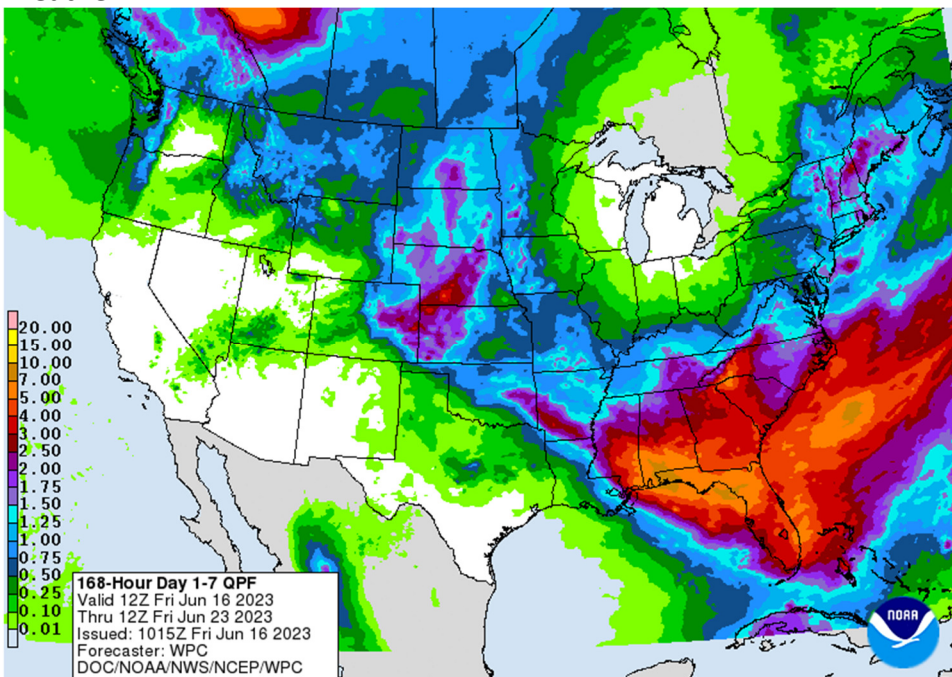 20.00
15.00
10.00
7.00
5.00
4.00
3.00
2.50
2.00
1.75
1.50
1.25
1.00
0.75
0.50
0.25
0.10
0.01
168-Hour Day 1-7 QPF
Valid 12Z Fri Jun 16 2023
Thru 12Z Fri Jun 23 2023
Issued: 1015Z Fri Jun 16 2023
Forecaster: WPC
DOC/NOAA/NWS/NCEP/WPC
NOAA